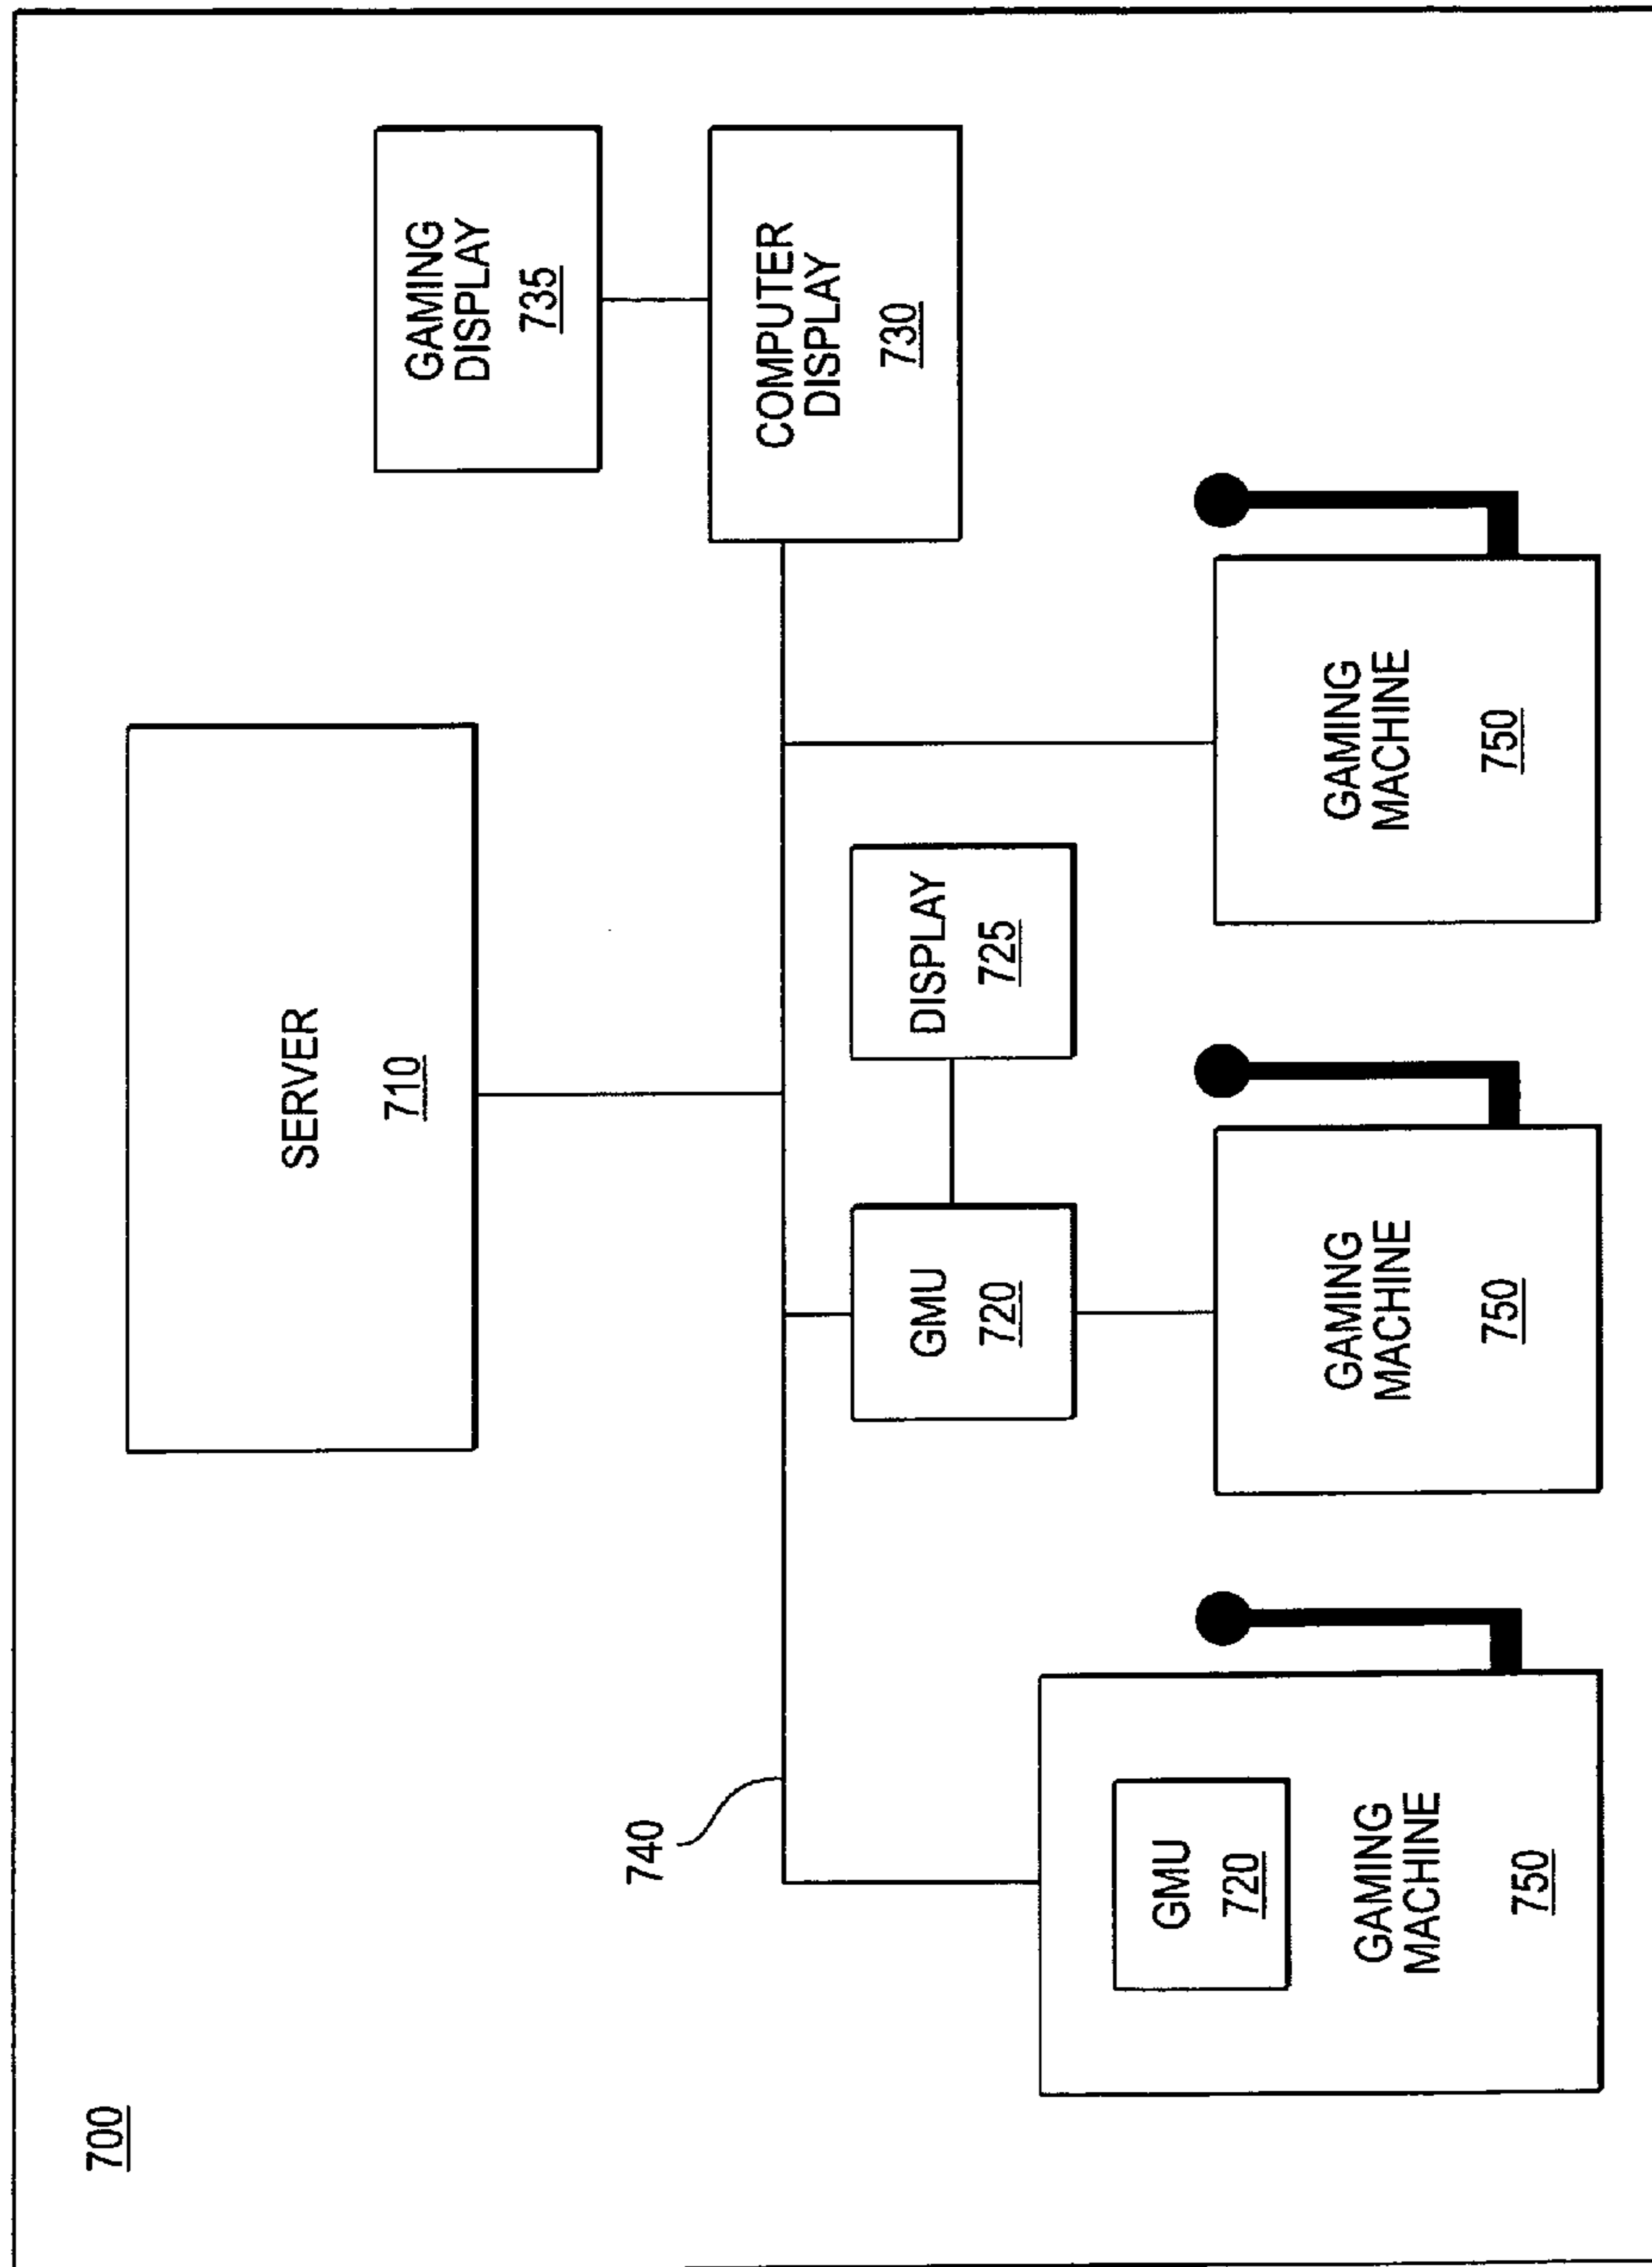 700
SERVER
710
GAMING
DISPLAY
735
COMPUTER
DISPLAY
730
740
GMU
720
DISPLAY
725
GMU
720
GAMING
MACHINE
750
GAMING
MACHINE
750
GAMING
MACHINE
750